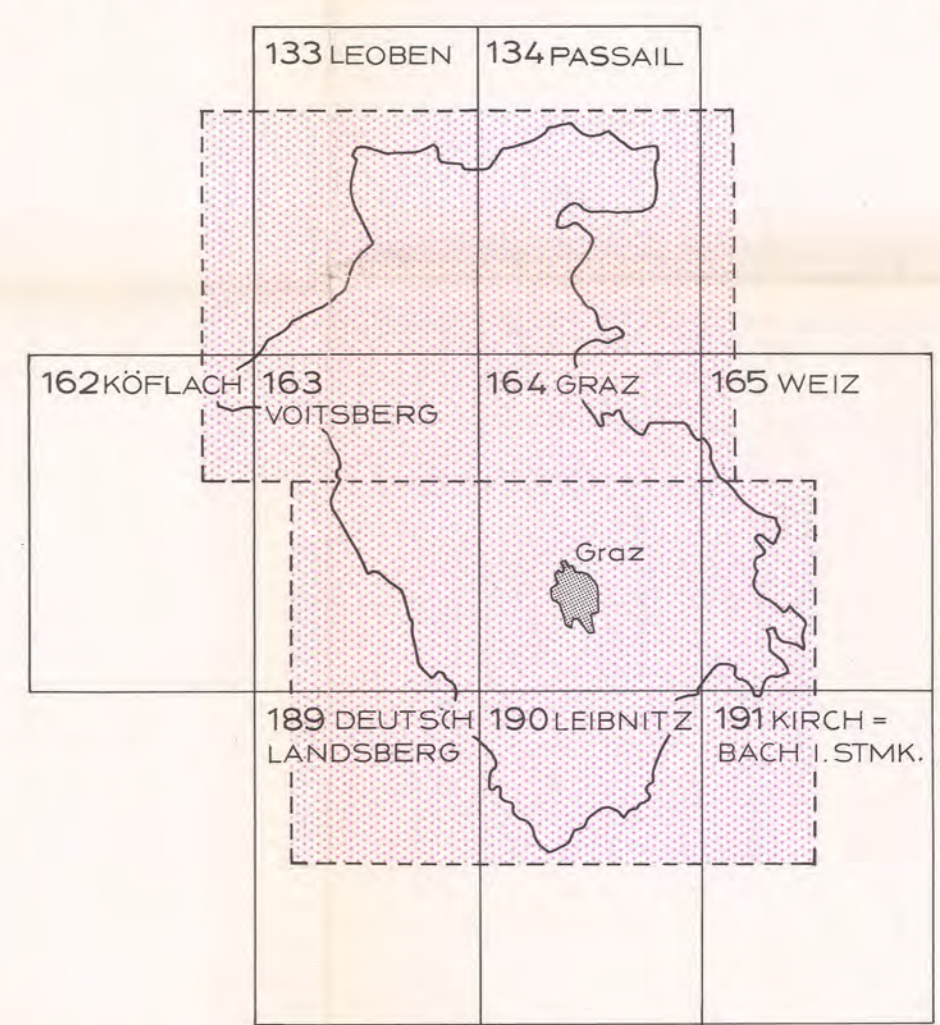 133 LEOBEN
134 PASSAIL
162 KÖFLACH
163
VOITSBERG
164 GRAZ
165 WEIZ
Graz
189 DEUTSCH
LANDSBERG
190 LEIBNITZ
191 KIRCH =
BACH I. STMK.